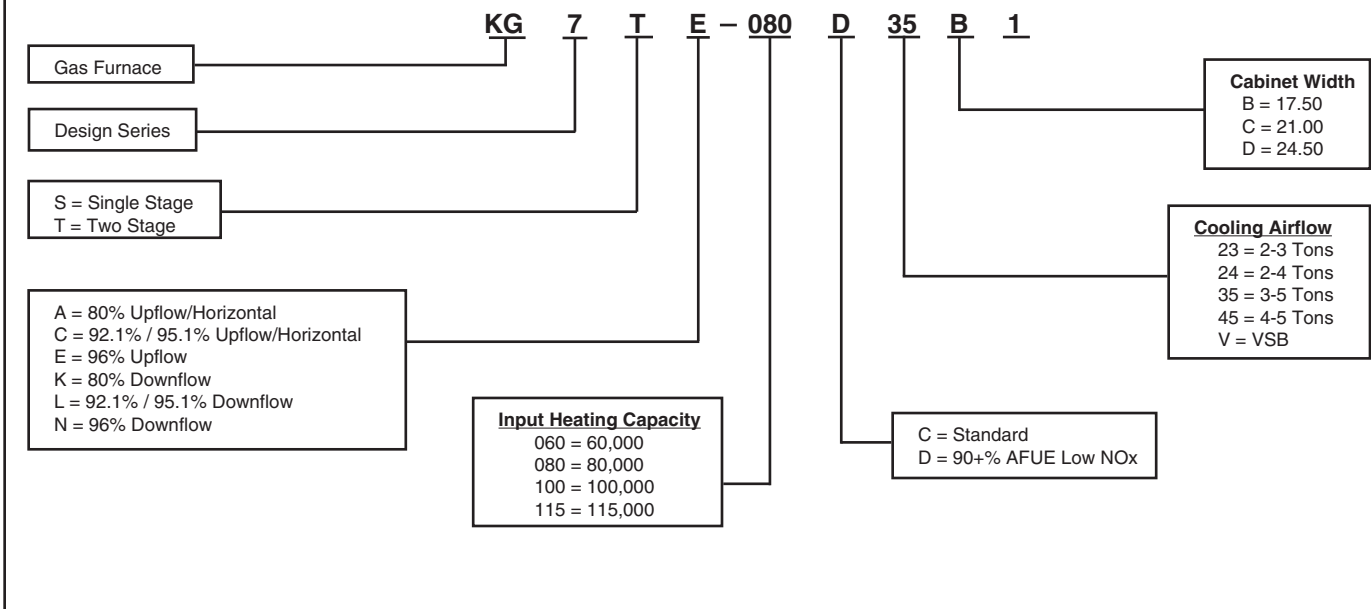 KG 7 T E – 080 D 35 B 1
Gas Furnace
Design Series
S = Single Stage
T = Two Stage
A = 80% Upflow/Horizontal
C = 92.1% / 95.1% Upflow/Horizontal
E = 96% Upflow
K = 80% Downflow
L = 92.1% / 95.1% Downflow
N = 96% Downflow
Input Heating Capacity
060 = 60,000
080 = 80,000
100 = 100,000
115 = 115,000
C = Standard
D = 90+% AFUE Low NOx
Cooling Airflow
23 = 2-3 Tons
24 = 2-4 Tons
35 = 3-5 Tons
45 = 4-5 Tons
V = VSB
Cabinet Width
B = 17.50
C = 21.00
D = 24.50